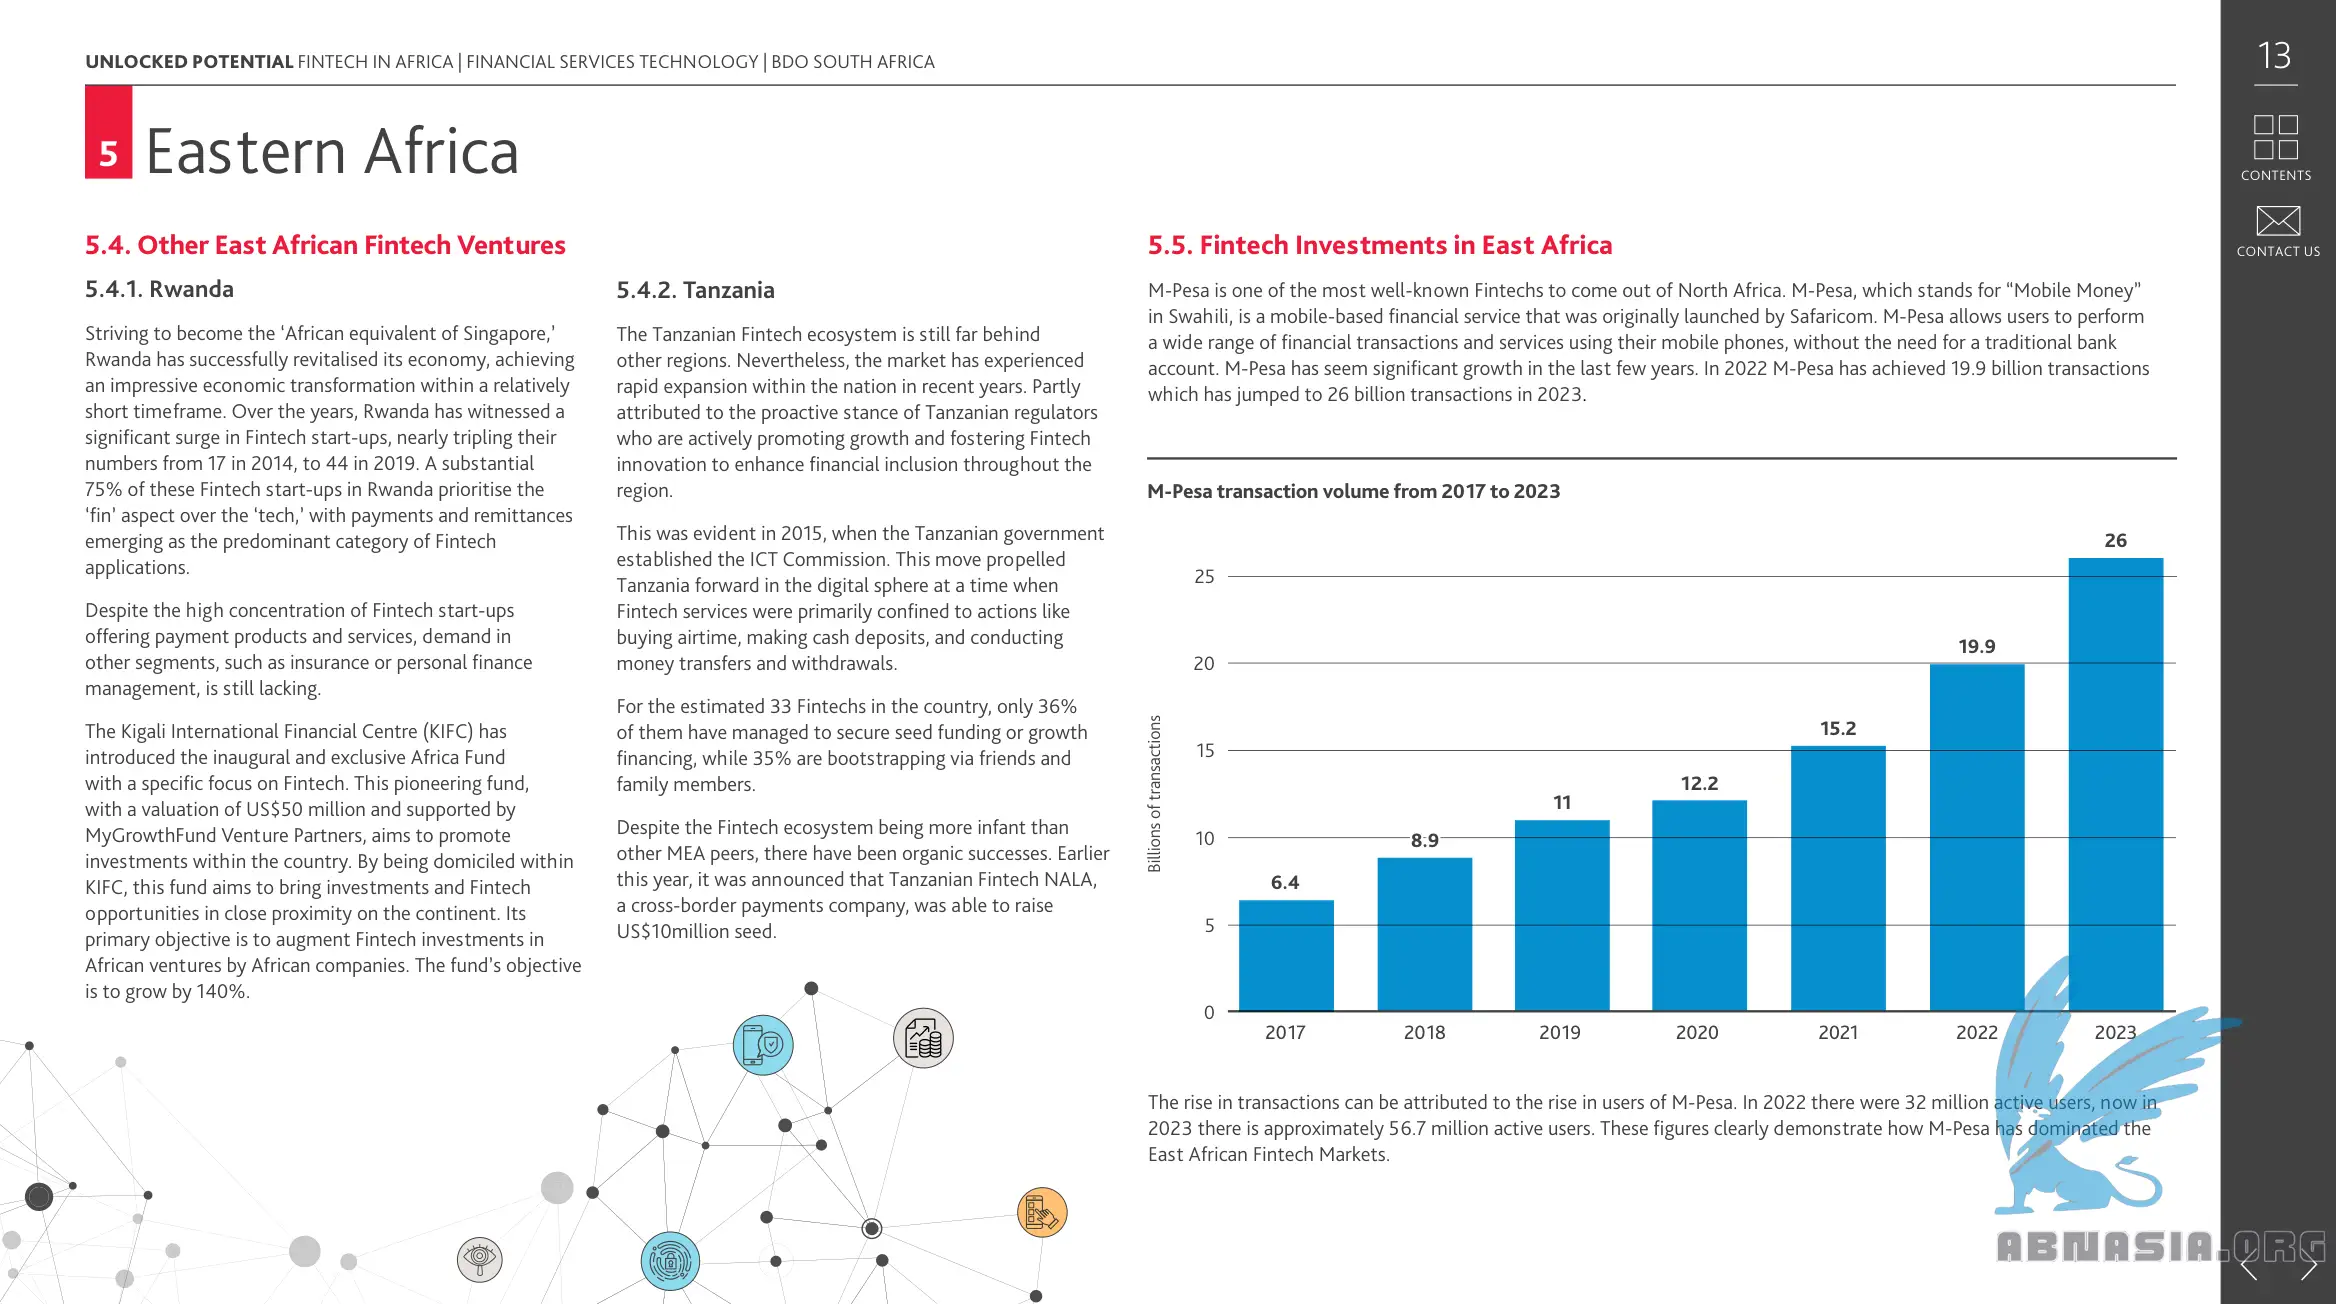 UNLOCKED POTENTIAL FINTECH IN AFRICA | FINANCIAL SERVICES TECHNOLOGY | BDO SOUTH AFRICA
13
CONTENTS
CONTACT US
5 Eastern Africa
5.4. Other East African Fintech Ventures
5.4.1. Rwanda
Striving to become the ‘African equivalent of Singapore,’
Rwanda has successfully revitalised its economy, achieving
an impressive economic transformation within a relatively
short timeframe. Over the years, Rwanda has witnessed a
significant surge in Fintech start-ups, nearly tripling their
numbers from 17 in 2014, to 44 in 2019. A substantial
75% of these Fintech start-ups in Rwanda prioritise the
‘fin’ aspect over the ‘tech,’ with payments and remittances
emerging as the predominant category of Fintech
applications.
Despite the high concentration of Fintech start-ups
offering payment products and services, demand in
other segments, such as insurance or personal finance
management, is still lacking.
The Kigali International Financial Centre (KIFC) has
introduced the inaugural and exclusive Africa Fund
with a specific focus on Fintech. This pioneering fund,
with a valuation of US$50 million and supported by
MyGrowthFund Venture Partners, aims to promote
investments within the country. By being domiciled within
KIFC, this fund aims to bring investments and Fintech
opportunities in close proximity on the continent. Its
primary objective is to augment Fintech investments in
African ventures by African companies. The fund’s objective
is to grow by 140%.
5.4.2. Tanzania
The Tanzanian Fintech ecosystem is still far behind
other regions. Nevertheless, the market has experienced
rapid expansion within the nation in recent years. Partly
attributed to the proactive stance of Tanzanian regulators
who are actively promoting growth and fostering Fintech
innovation to enhance financial inclusion throughout the
region.
This was evident in 2015, when the Tanzanian government
established the ICT Commission. This move propelled
Tanzania forward in the digital sphere at a time when
Fintech services were primarily confined to actions like
buying airtime, making cash deposits, and conducting
money transfers and withdrawals.
For the estimated 33 Fintechs in the country, only 36%
of them have managed to secure seed funding or growth
financing, while 35% are bootstrapping via friends and
family members.
Despite the Fintech ecosystem being more infant than
other MEA peers, there have been organic successes. Earlier
this year, it was announced that Tanzanian Fintech NALA,
a cross-border payments company, was able to raise
US$10million seed.
5.5. Fintech Investments in East Africa
M-Pesa is one of the most well-known Fintechs to come out of North Africa. M-Pesa, which stands for “Mobile Money”
in Swahili, is a mobile-based financial service that was originally launched by Safaricom. M-Pesa allows users to perform
a wide range of financial transactions and services using their mobile phones, without the need for a traditional bank
account. M-Pesa has seem significant growth in the last few years. In 2022 M-Pesa has achieved 19.9 billion transactions
which has jumped to 26 billion transactions in 2023.
M-Pesa transaction volume from 2017 to 2023
Billions of transactions
25
20
15
10
5
0
6.4
8.9
11
12.2
15.2
19.9
26
2017
2018
2019
2020
2021
2022
2023
The rise in transactions can be attributed to the rise in users of M-Pesa. In 2022 there were 32 million active users, now in
2023 there is approximately 56.7 million active users. These figures clearly demonstrate how M-Pesa has dominated the
East African Fintech Markets.
ABNASIA.ORG